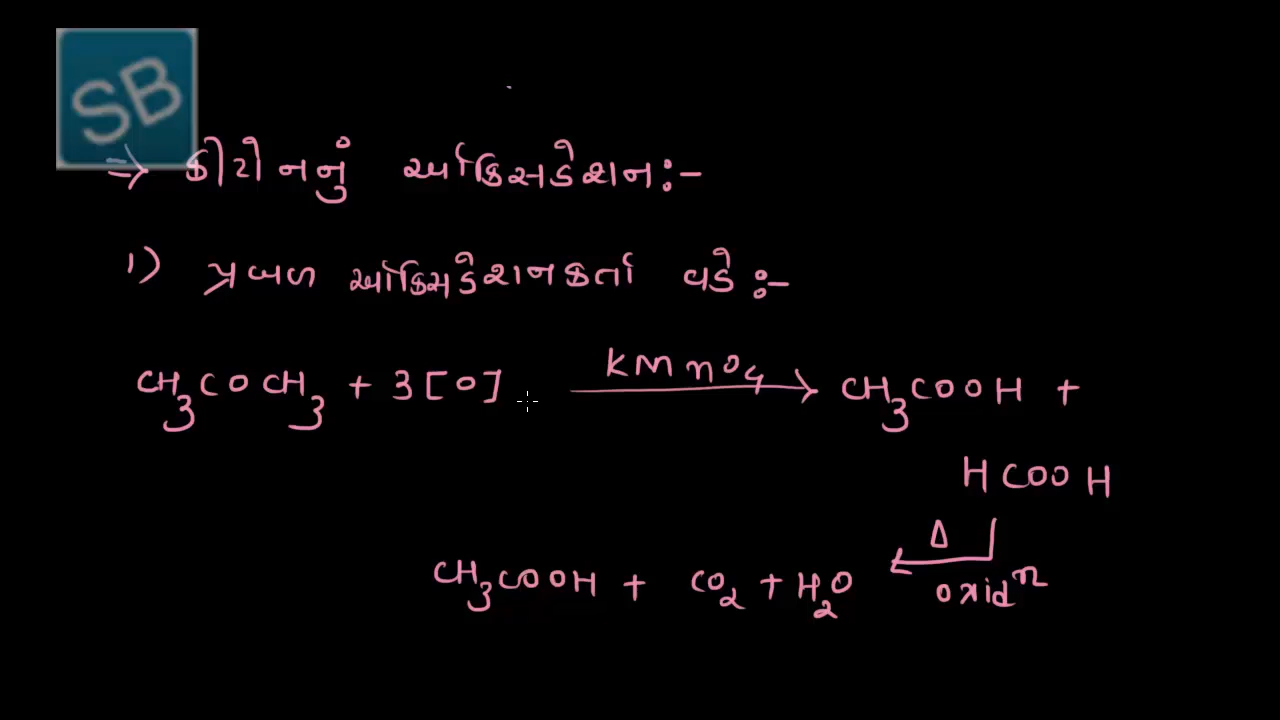 SB
⇒ કીટોનનું ઓક્સિડેશન:-
1) પ્રબળ ઓક્સિડેશનકર્તા વડે:-
CH₃COCH₃ + 3[O] —KMnO₄→ CH₃COOH +
HCOOH
Δ
CH₃COOH + CO₂ + H₂O ← oxidⁿ